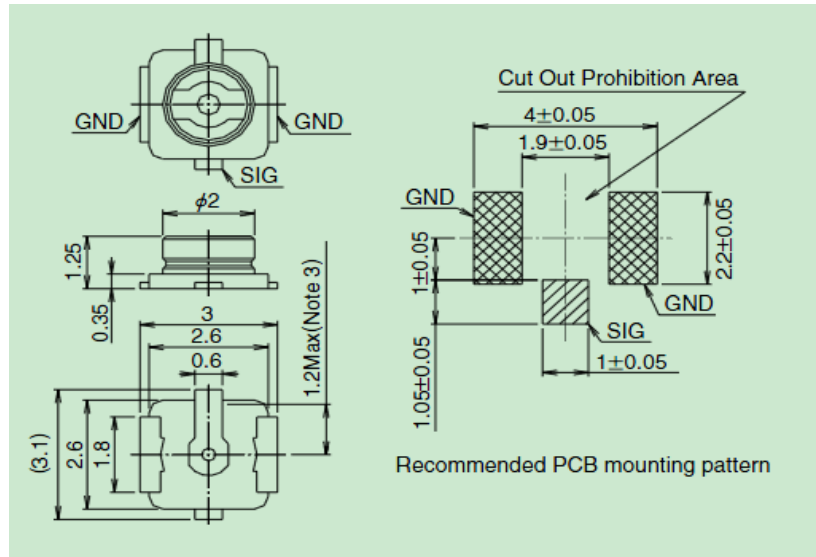 GND
GND
SIG
ϕ2
1.25
0.35
3
2.6
0.6
1.2Max(Note 3)
(3.1)
2.6
1.8
Cut Out Prohibition Area
4±0.05
1.9±0.05
GND
1±0.05
2.2±0.05
GND
SIG
1.05±0.05
1±0.05
Recommended PCB mounting pattern